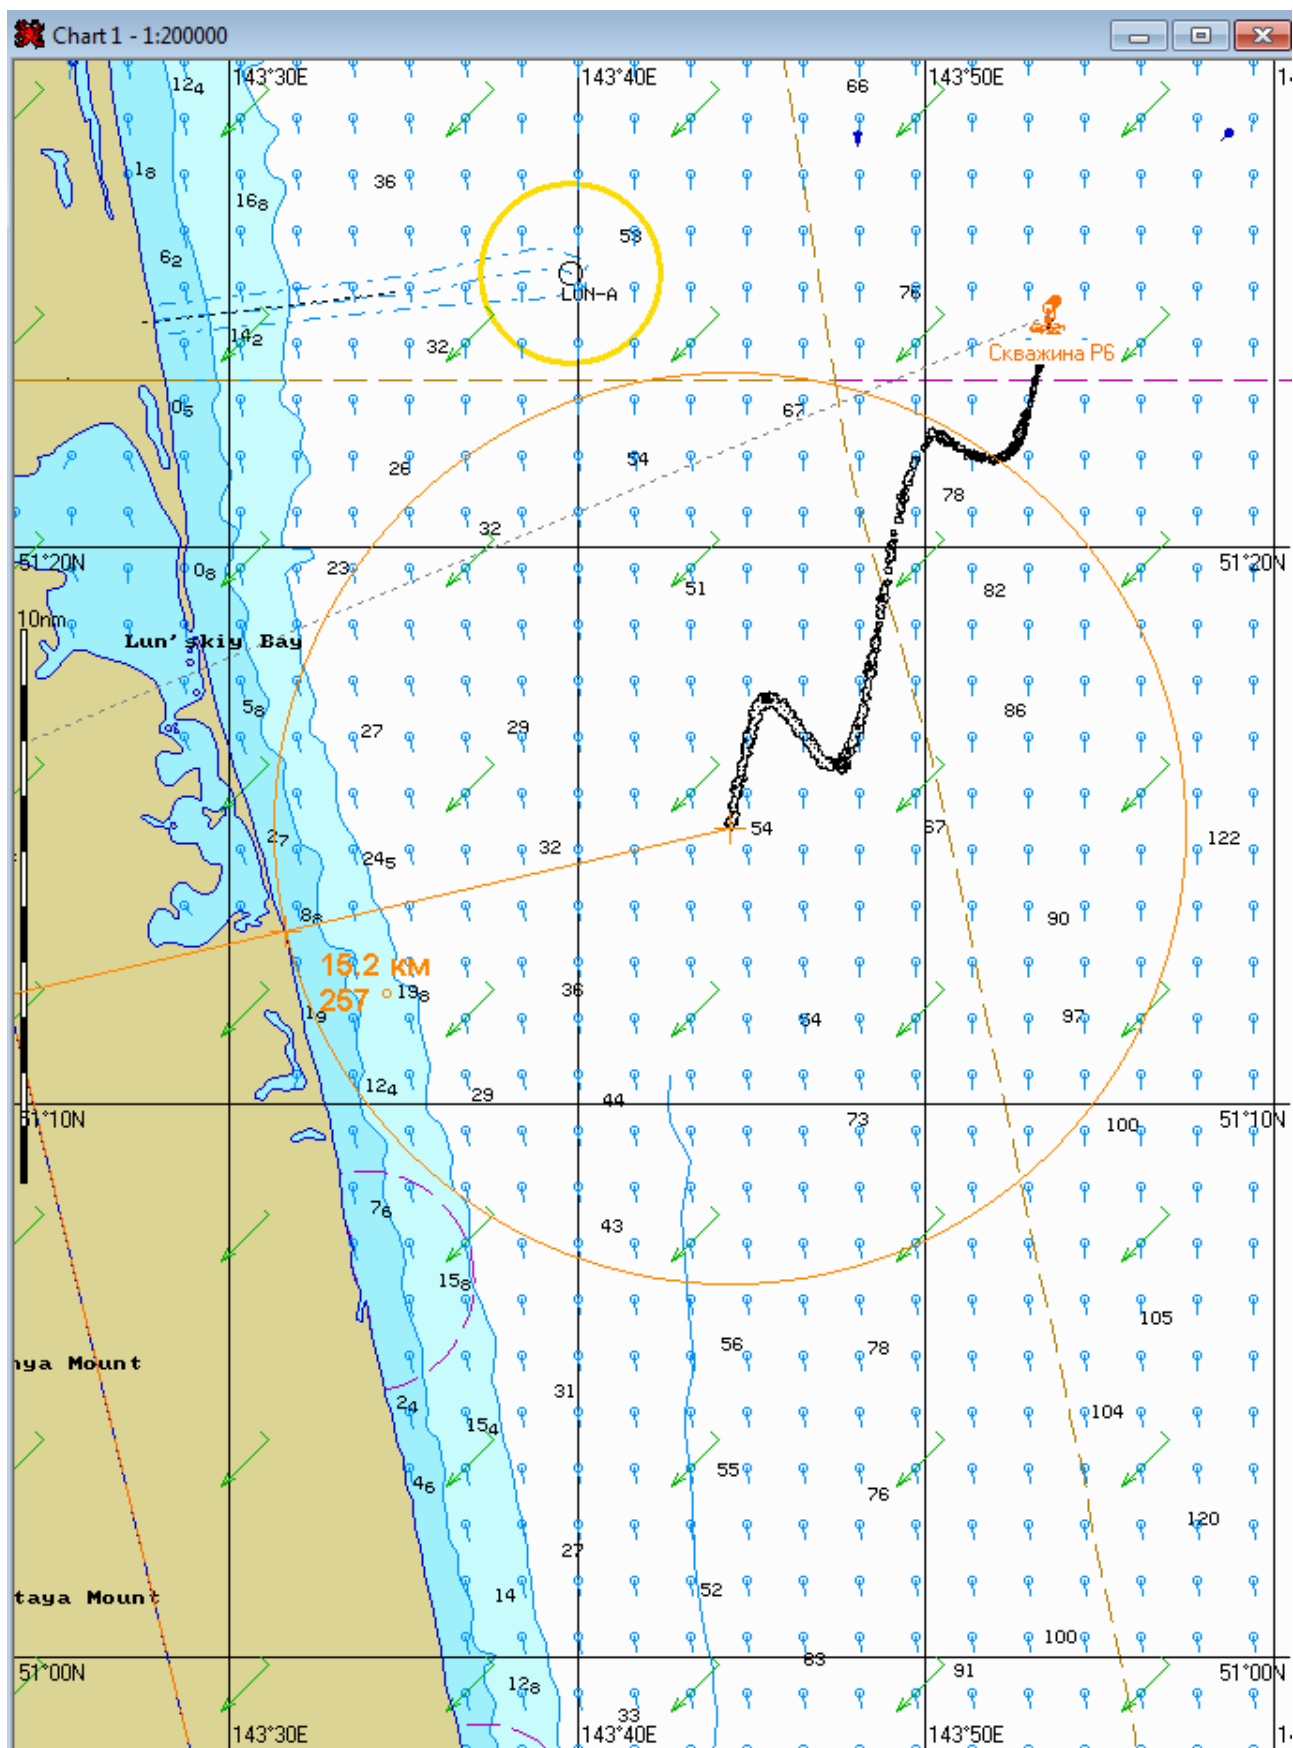 Chart 1 - 1:200000
143°30E 143°40E 143°50E
12₄ 66
1₈ 36
16₈
6₂ 53
LUN-A 76
14₂ 32
Скважина P6
0₅ 67
26 54
78
32
51°20N 0₈ 23 51°20N
51 82
10nm
Lun'skiy Bay
5₈ 27 29 86
2₇ 24₅ 32 54 67 122
8₈ 90
15.2 км
257 °
19₈ 36
1₉ 54 97
12₄ 29 44
51°10N 73 100 51°10N
7₆ 43
15₈
105
56 78
nya Mount
2₄ 31 104
15₄
4₆ 55 76
120
27
taya Mount 14 52
100
51°00N 83 91 51°00N
12₈
33
143°30E 143°40E 143°50E